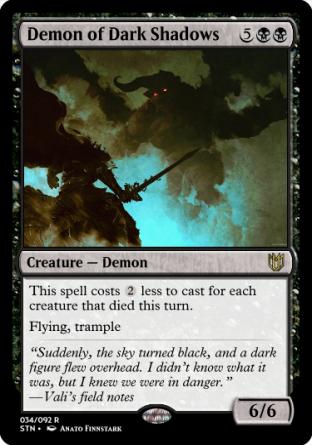 Demon of Dark Shadows 5
Creature — Demon
This spell costs 2 less to cast for each
creature that died this turn.
Flying, trample
“Suddenly, the sky turned black, and a dark
figure flew overhead. I didn’t know what it
was, but I knew we were in danger.”
—Vali’s field notes
6/6
034/092 R
STN • Anato Finnstark